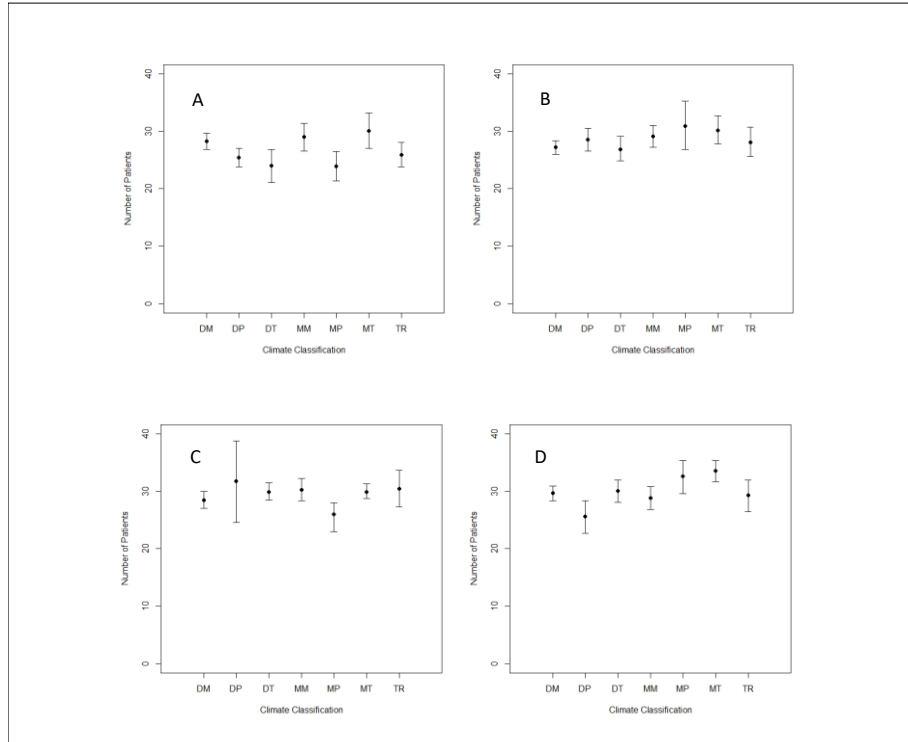 A
Number of Patients
40
30
20
10
0
DM DP DT MM MP MT TR
Climate Classification
B
Number of Patients
40
30
20
10
0
DM DP DT MM MP MT TR
Climate Classification
C
Number of Patients
40
30
20
10
0
DM DP DT MM MP MT TR
Climate Classification
D
Number of Patients
40
30
20
10
0
DM DP DT MM MP MT TR
Climate Classification